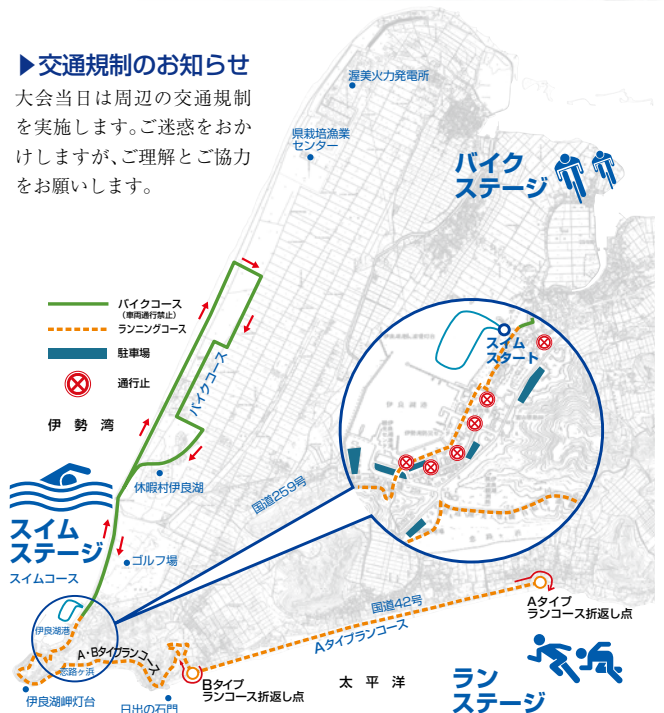 ▶交通規制のお知らせ
大会当日は周辺の交通規制
を実施します。ご迷惑をおか
けしますが、ご理解とご協力
をお願いします。
渥美火力発電所
県栽培漁業
センター
バイク
ステージ
バイクコース
（車両通行禁止）
ランニングコース
駐車場
通行止
伊勢湾
バイクコース
スイム
スタート
休暇村伊良湖
国道259号
スイム
ステージ
スイムコース
ゴルフ場
伊良湖港
A・Bタイプランコース
恋路ヶ浜
伊良湖岬灯台
日出の石門
Bタイプ
ランコース折返し点
国道42号
Aタイプランコース
Aタイプ
ランコース折返し点
太平洋
ラン
ステージ